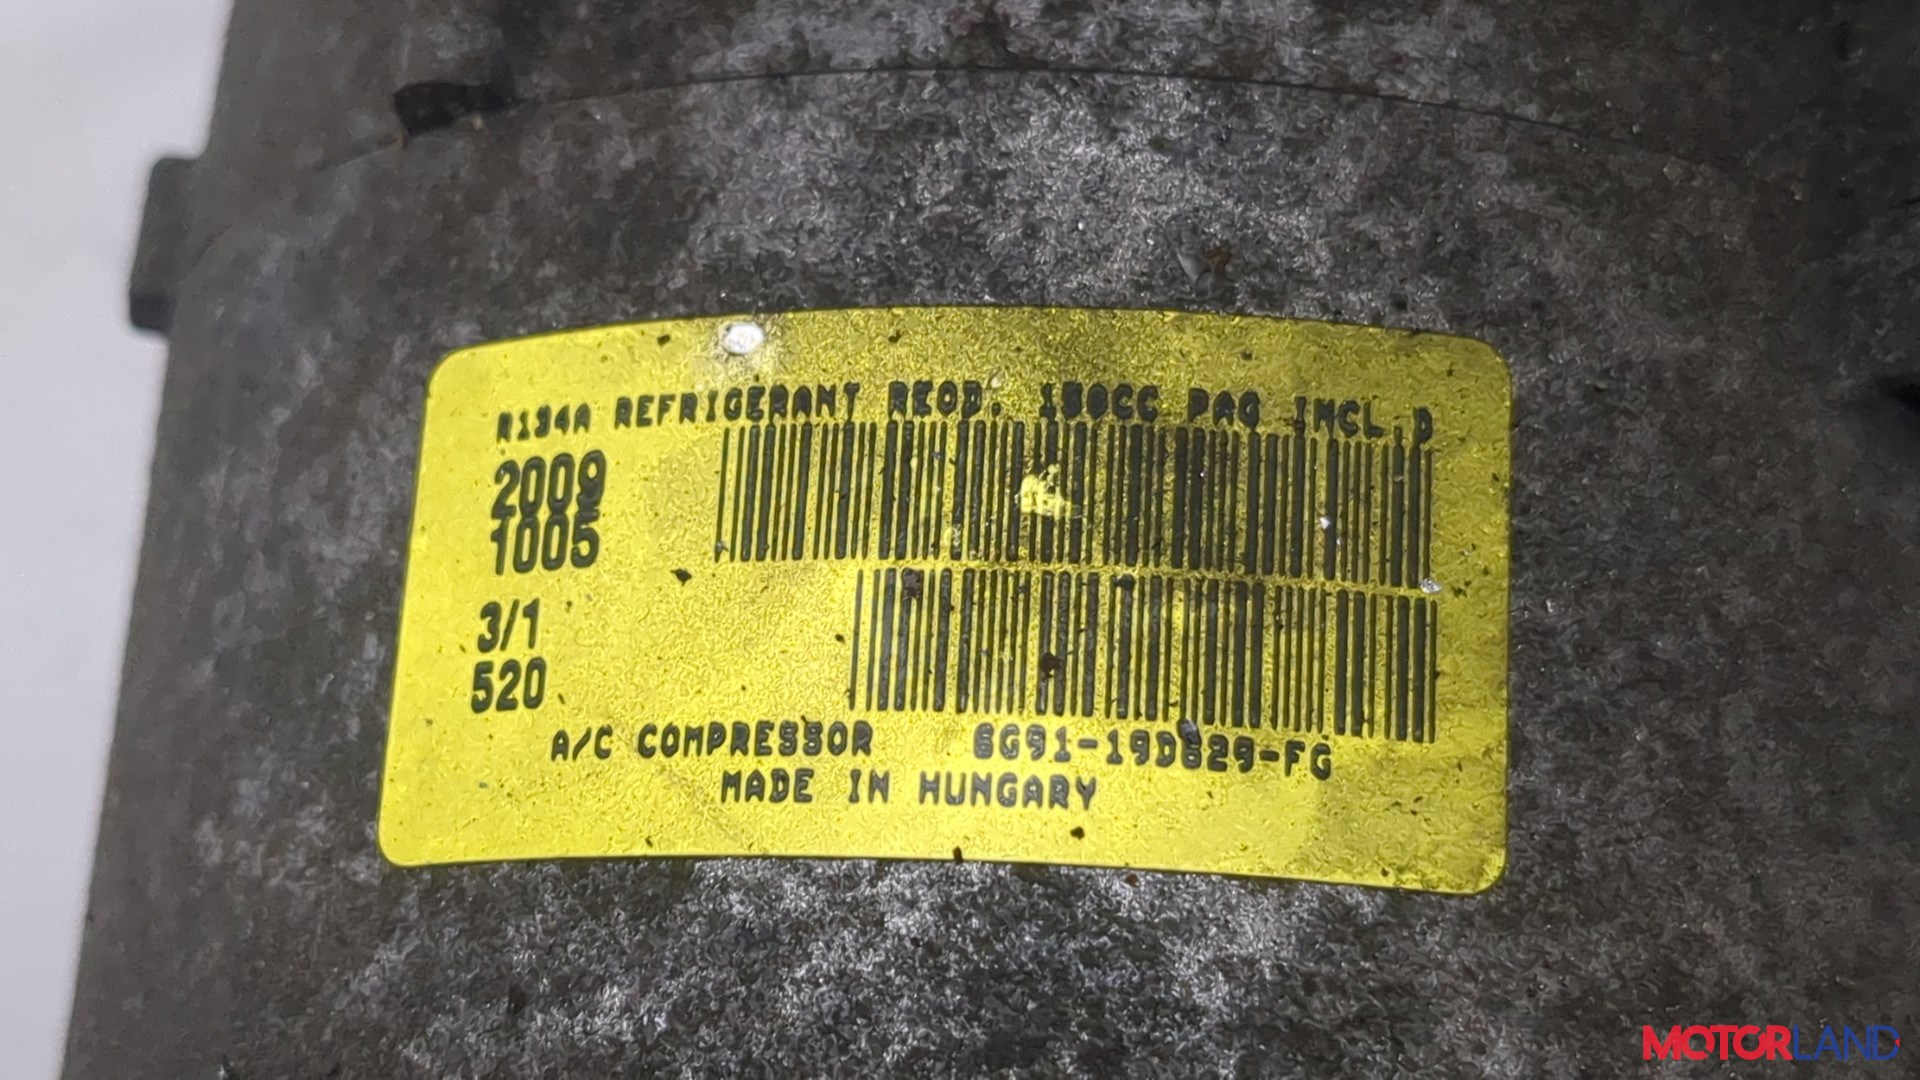 R134A REFRIGERANT REQD. 150CC PAG INCL.D
2009
1005
3/1
520
A/C COMPRESSOR 6G91-19D629-FG
MADE IN HUNGARY
MOTORLAND